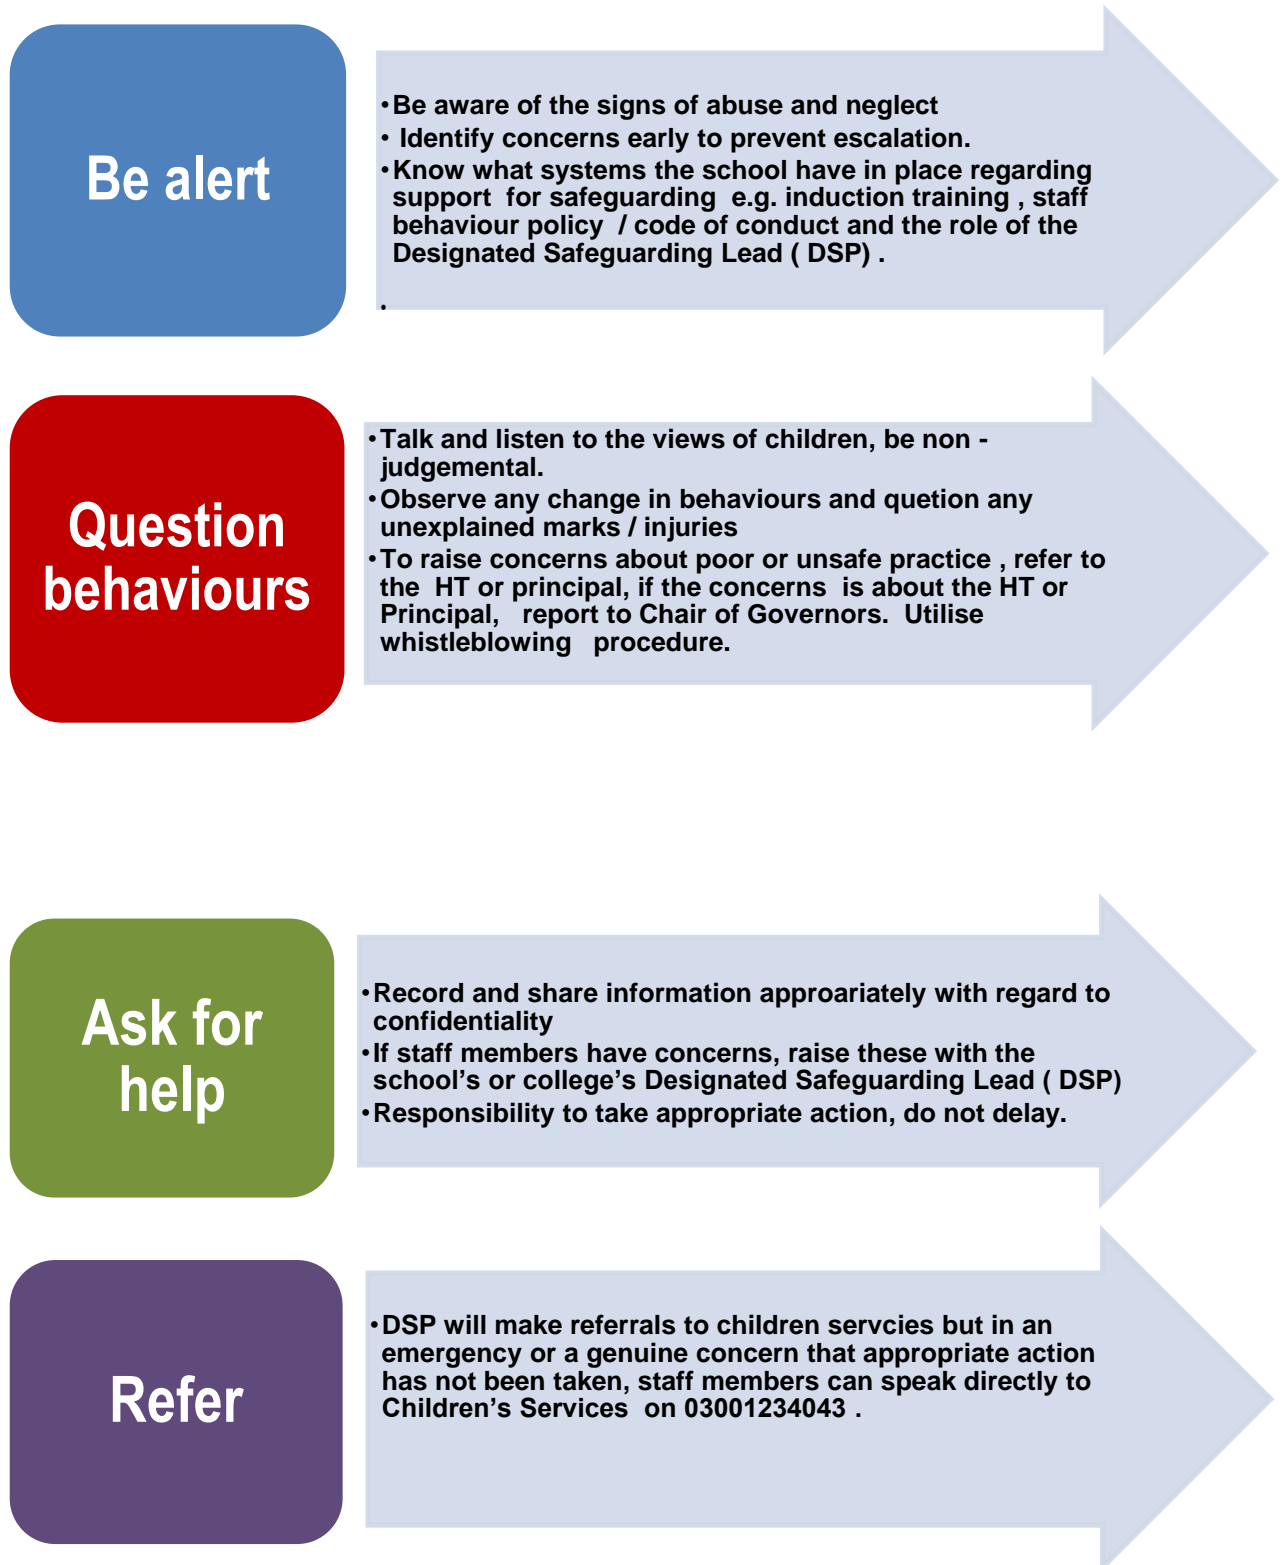 Be alert
•Be aware of the signs of abuse and neglect
• Identify concerns early to prevent escalation.
•Know what systems the school have in place regarding
support for safeguarding e.g. induction training , staff
behaviour policy / code of conduct and the role of the
Designated Safeguarding Lead ( DSP) .
•
Question
behaviours
•Talk and listen to the views of children, be non -
judgemental.
•Observe any change in behaviours and quetion any
unexplained marks / injuries
•To raise concerns about poor or unsafe practice , refer to
the HT or principal, if the concerns is about the HT or
Principal, report to Chair of Governors. Utilise
whistleblowing procedure.
Ask for
help
•Record and share information approariately with regard to
confidentiality
•If staff members have concerns, raise these with the
school’s or college’s Designated Safeguarding Lead ( DSP)
•Responsibility to take appropriate action, do not delay.
Refer
•DSP will make referrals to children servcies but in an
emergency or a genuine concern that appropriate action
has not been taken, staff members can speak directly to
Children’s Services on 03001234043 .